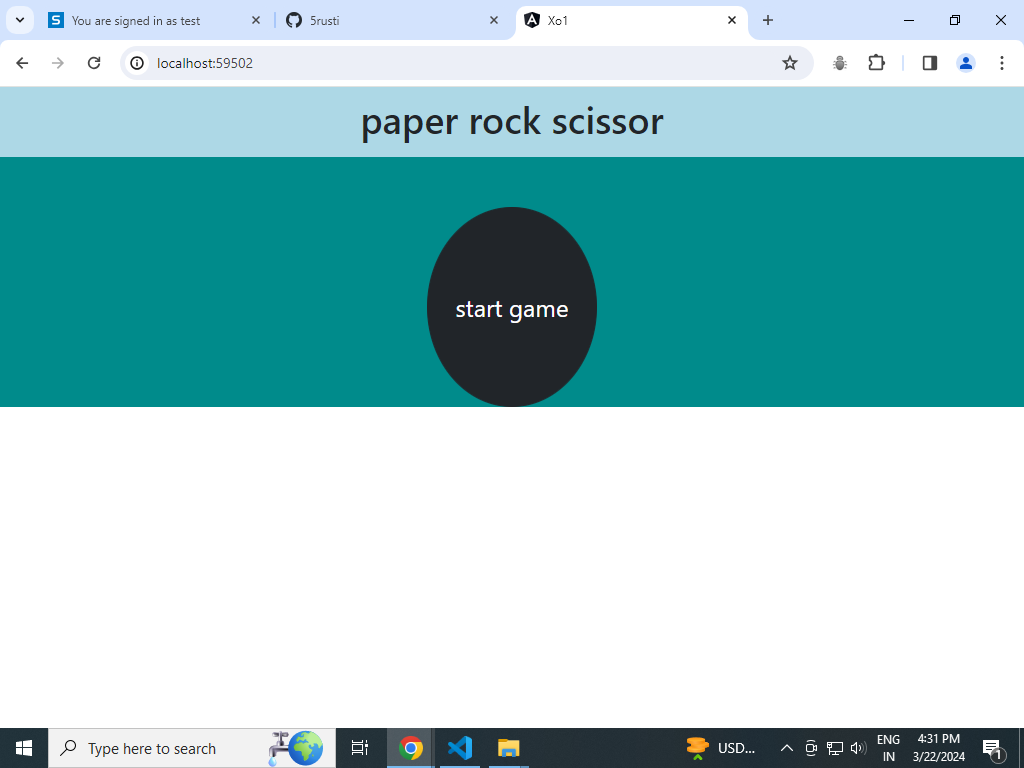 You are signed in as test
5rusti
Xo1
localhost:59502
paper rock scissor
start game
Type here to search
USD...
ENG
IN
4:31 PM
3/22/2024
1